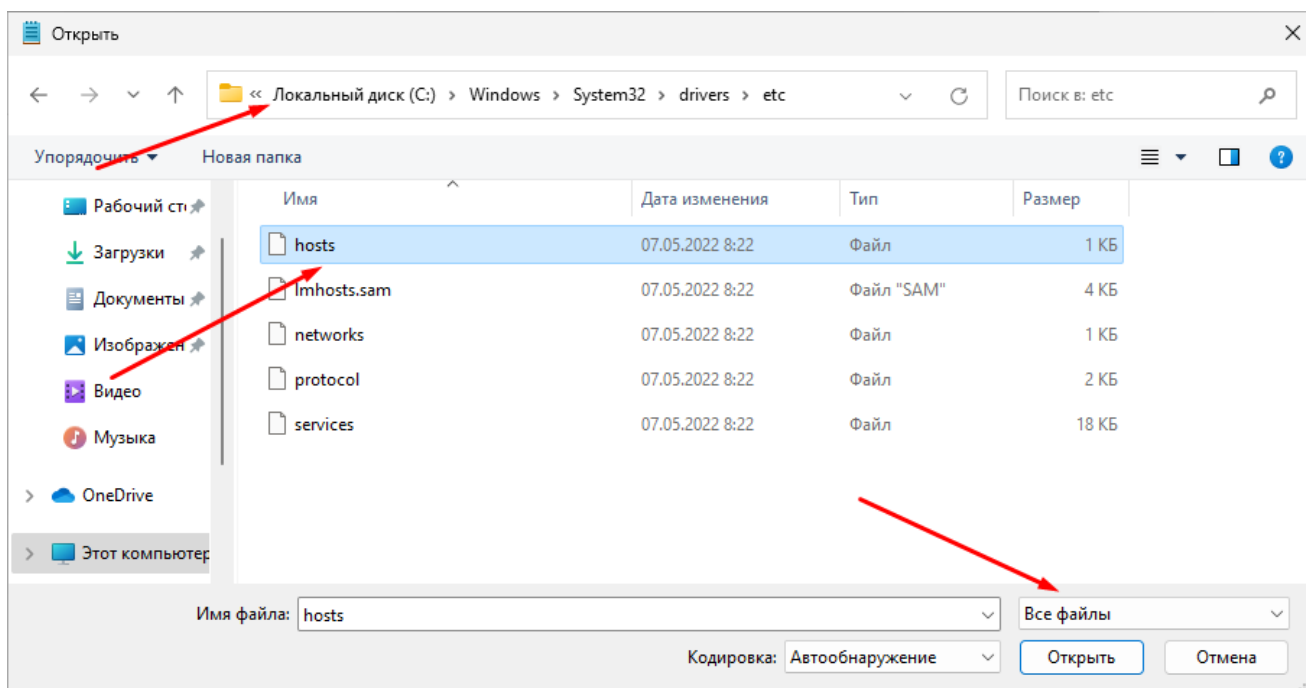 Открыть
« Локальный диск (C:) › Windows › System32 › drivers › etc
Поиск в: etc
Упорядочить Новая папка
Имя Дата изменения Тип Размер
Рабочий сто
hosts 07.05.2022 8:22 Файл 1 КБ
Загрузки
lmhosts.sam 07.05.2022 8:22 Файл "SAM" 4 КБ
Документы
networks 07.05.2022 8:22 Файл 1 КБ
Изображен
protocol 07.05.2022 8:22 Файл 2 КБ
Видео
services 07.05.2022 8:22 Файл 18 КБ
Музыка
OneDrive
Этот компьютер
Имя файла: hosts Все файлы
Кодировка: Автообнаружение Открыть Отмена